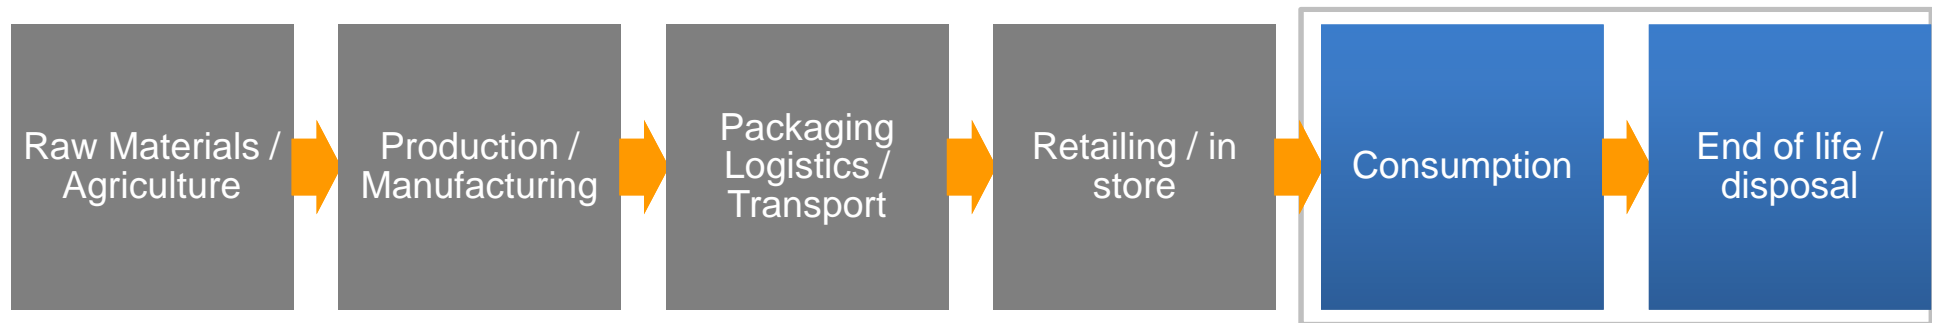 Raw Materials /
Agriculture
Production /
Manufacturing
Packaging
Logistics /
Transport
Retailing / in
store
Consumption
End of life /
disposal